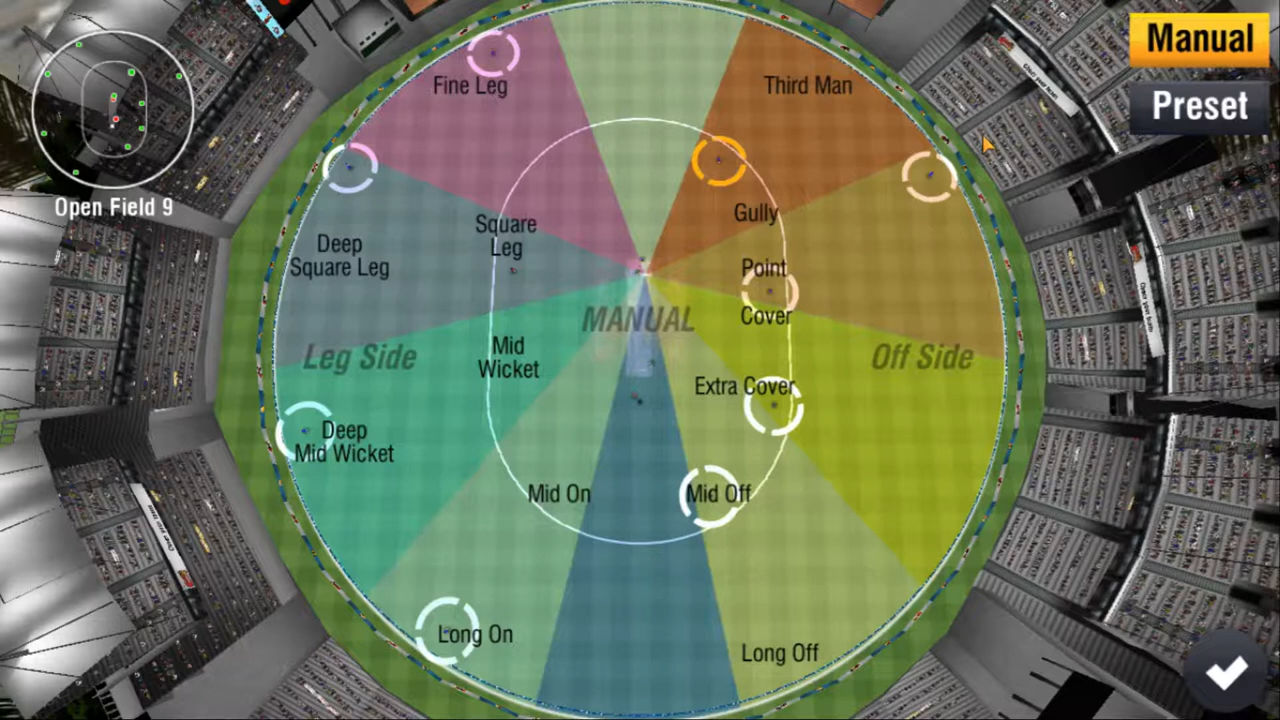 Manual
Preset
Open Field 9
Fine Leg
Third Man
Gully
Square
Leg
Deep
Square Leg
Point
Cover
MANUAL
Leg Side
Off Side
Mid
Wicket
Extra Cover
Deep
Mid Wicket
Mid On
Mid Off
Long On
Long Off